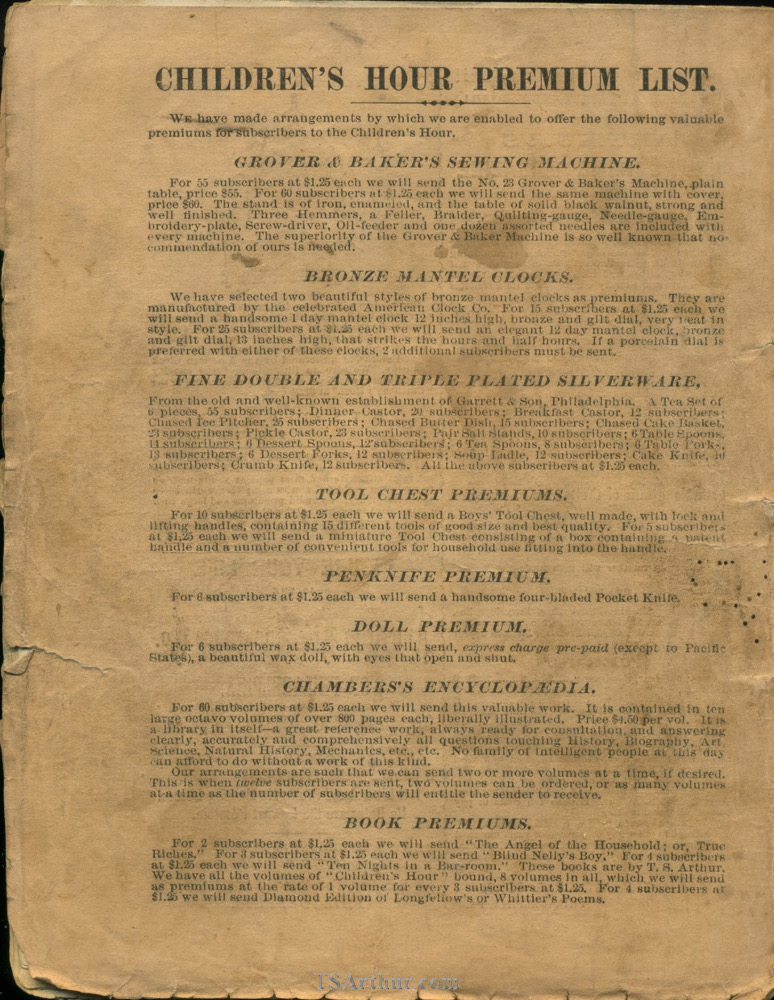 CHILDREN'S HOUR PREMIUM LIST.
WE have made arrangements by which we are enabled to offer the following valuable
premiums for subscribers to the Children's Hour.
GROVER & BAKER'S SEWING MACHINE.
For 55 subscribers at $1.25 each we will send the No. 23 Grover & Baker's Machine, plain
table, price $55. For 60 subscribers at $1.25 each we will send the same machine with cover,
price $60. The stand is of iron, enameled, and the table of solid black walnut, strong and
well finished. Three Hemmers, a Feller, Braider, Quilting-gauge, Needle-gauge, Em-
broidery-plate, Screw-driver, Oil-feeder and one dozen assorted needles are included with
every machine. The superiority of the Grover & Baker Machine is so well known that no
commendation of ours is needed.
BRONZE MANTEL CLOCKS.
We have selected two beautiful styles of bronze mantel clocks as premiums. They are
manufactured by the celebrated American Clock Co. For 15 subscribers at $1.25 each we
will send a handsome 1 day mantel clock 12 inches high, bronze and gilt dial, very neat in
style. For 25 subscribers at $1.25 each we will send an elegant 12 day mantel clock, bronze
and gilt dial, 13 inches high, that strikes the hours and half hours. If a porcelain dial is
preferred with either of these clocks, 2 additional subscribers must be sent.
FINE DOUBLE AND TRIPLE PLATED SILVERWARE,
From the old and well-known establishment of Garrett & Son, Philadelphia. A Tea Set of
6 pieces, 55 subscribers; Dinner Castor, 20 subscribers; Breakfast Castor, 12 subscribers;
Chased Ice Pitcher, 25 subscribers; Chased Butter Dish, 15 subscribers; Chased Cake Basket,
23 subscribers; Pickle Castor, 23 subscribers; Pair Salt Stands, 10 subscribers; 6 Table Spoons,
subscribers; 6 Dessert Spoons, 12 subscribers; 6 Tea Spoons, 8 subscribers; 6 Table Forks,
13 subscribers; 6 Dessert Forks, 12 subscribers; Soup Ladle, 12 subscribers; Cake Knife, 10
subscribers; Crumb Knife, 12 subscribers. All the above subscribers at $1.25 each.
TOOL CHEST PREMIUMS.
For 10 subscribers at $1.25 each we will send a Boys' Tool Chest, well made, with lock and
lifting handles, containing 15 different tools of good size and best quality. For 5 subscribers
at $1.25 each we will send a miniature Tool Chest consisting of a box containing a patent
handle and a number of convenient tools for household use fitting into the handle.
PENKNIFE PREMIUM.
For 6 subscribers at $1.25 each we will send a handsome four-bladed Pocket Knife.
DOLL PREMIUM.
For 6 subscribers at $1.25 each we will send, express charge pre-paid (except to Pacific
States), a beautiful wax doll, with eyes that open and shut.
CHAMBERS'S ENCYCLOPÆDIA.
For 60 subscribers at $1.25 each we will send this valuable work. It is contained in ten
large octavo volumes of over 800 pages each, liberally illustrated. Price $4.50 per vol. It is
a library in itself—a great reference work, always ready for consultation, and answering
clearly, accurately and comprehensively all questions touching History, Biography, Art,
Science, Natural History, Mechanics, etc., etc. No family of intelligent people at this day
can afford to do without a work of this kind.
Our arrangements are such that we can send two or more volumes at a time, if desired.
This is when twelve subscribers are sent, two volumes can be ordered, or as many volumes
at a time as the number of subscribers will entitle the sender to receive.
BOOK PREMIUMS.
For 2 subscribers at $1.25 each we will send "The Angel of the Household; or, True
Riches." For 3 subscribers at $1.25 each we will send "Blind Nelly's Boy." For 4 subscribers
at $1.25 each we will send "Ten Nights in a Bar-room." These books are by T. S. Arthur.
We have all the volumes of "Children's Hour" bound, 8 volumes in all, which we will send
as premiums at the rate of 1 volume for every 3 subscribers at $1.25. For 4 subscribers at
$1.25 we will send Diamond Edition of Longfellow's or Whittier's Poems.
TSArthur.com